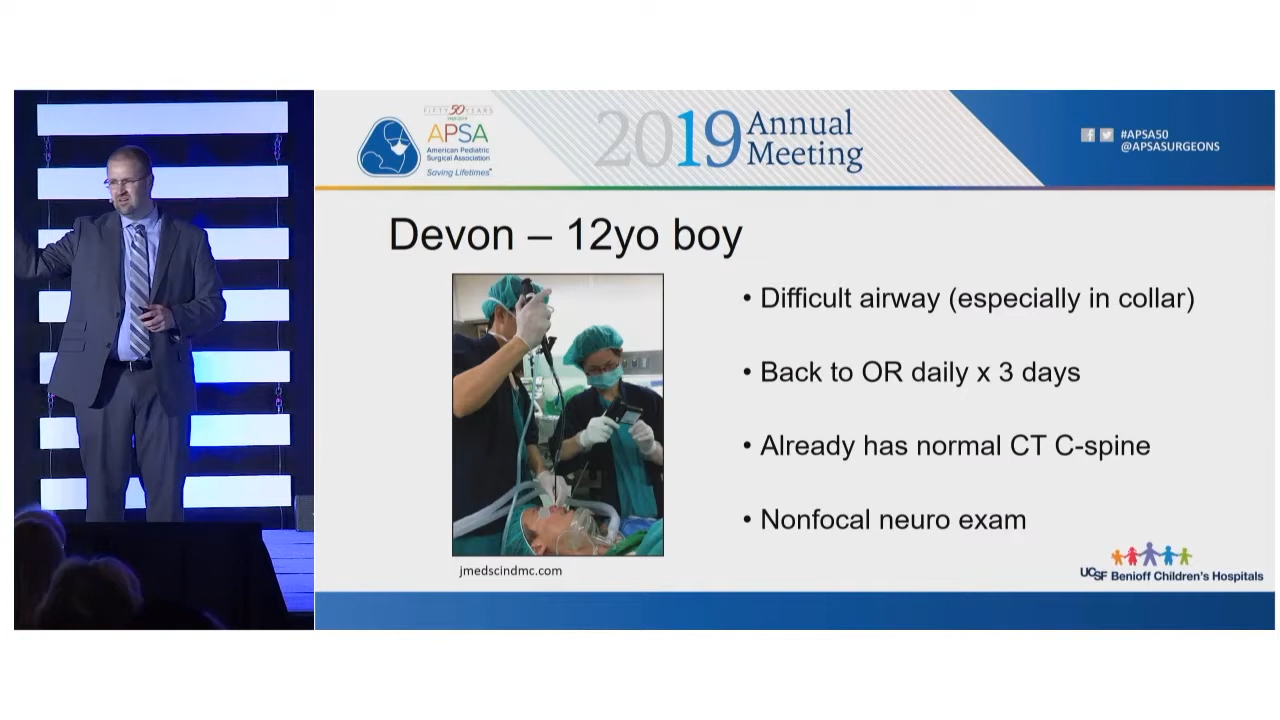 FIFTY 50 YEARS
APSA
American Pediatric
Surgical Association
Saving Lifetimes
2019 Annual
Meeting
#APSA50
@APSASURGEONS
Devon – 12yo boy
• Difficult airway (especially in collar)
• Back to OR daily x 3 days
• Already has normal CT C-spine
• Nonfocal neuro exam
jmedscindmc.com
UCSF Benioff Children's Hospitals